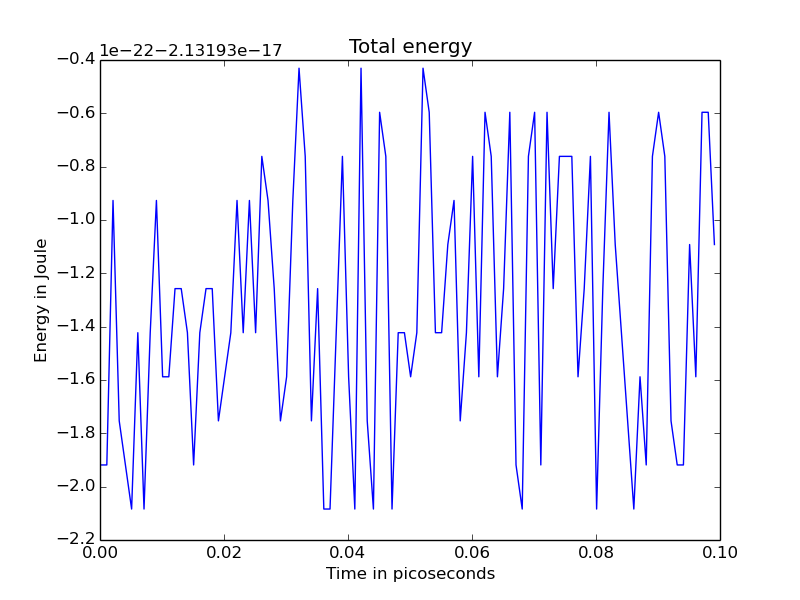 Total energy
1e−22−2.13193e−17
−0.4
−0.6
−0.8
−1.0
−1.2
−1.4
−1.6
−1.8
−2.0
−2.2
Energy in Joule
0.00 0.02 0.04 0.06 0.08 0.10
Time in picoseconds